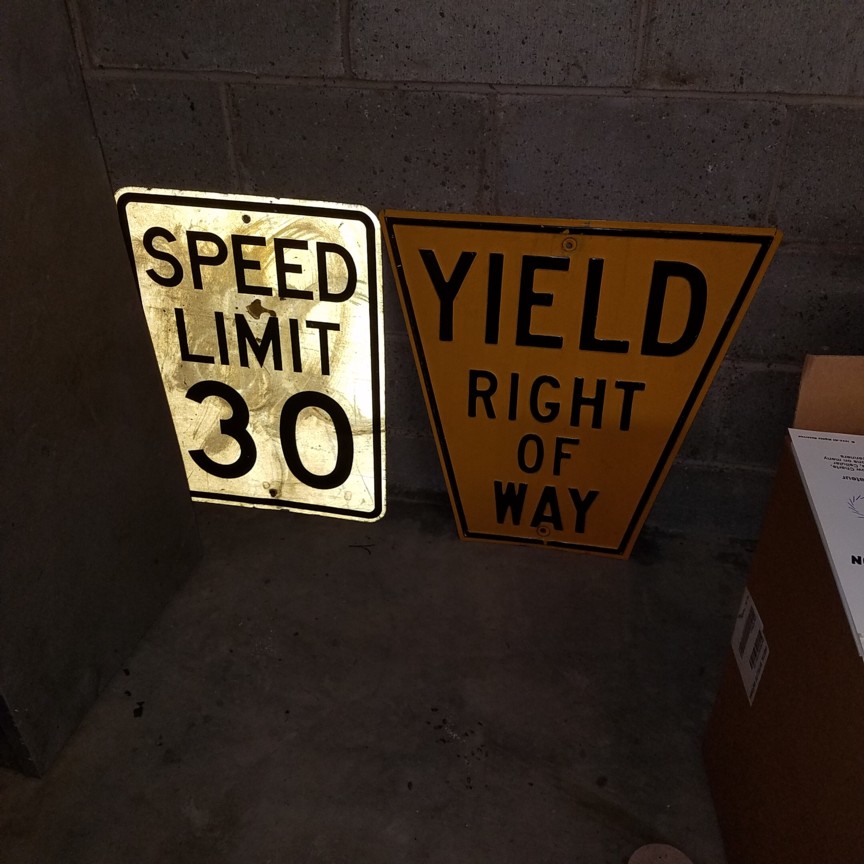 SPEED
LIMIT
30
YIELD
RIGHT
OF
WAY